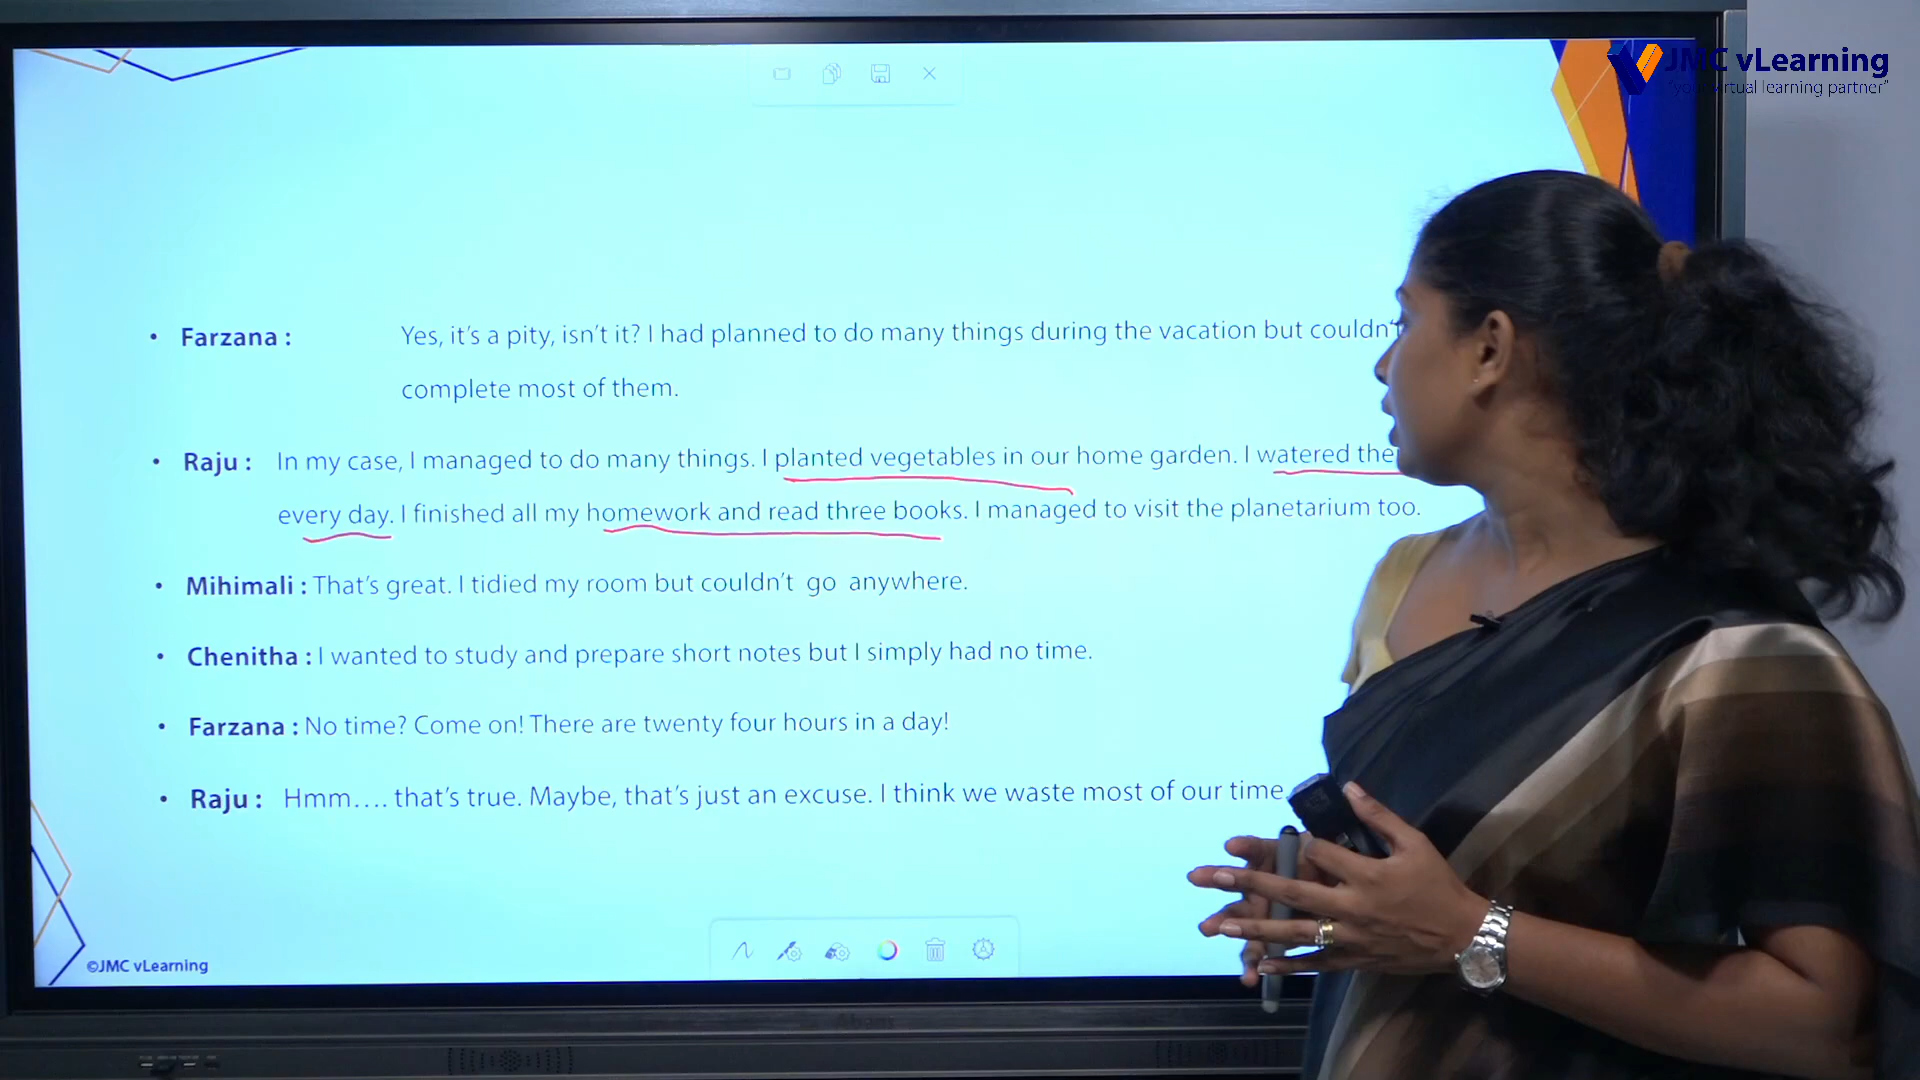 JMC vLearning
"your virtual learning partner"
• Farzana : Yes, it's a pity, isn't it? I had planned to do many things during the vacation but couldn't
complete most of them.
• Raju : In my case, I managed to do many things. I planted vegetables in our home garden. I watered
every day. I finished all my homework and read three books. I managed to visit the planetarium too.
• Mihimali : That's great. I tidied my room but couldn't go anywhere.
• Chenitha : I wanted to study and prepare short notes but I simply had no time.
• Farzana : No time? Come on! There are twenty four hours in a day!
• Raju : Hmm.... that's true. Maybe, that's just an excuse. I think we waste most of our time.
©JMC vLearning